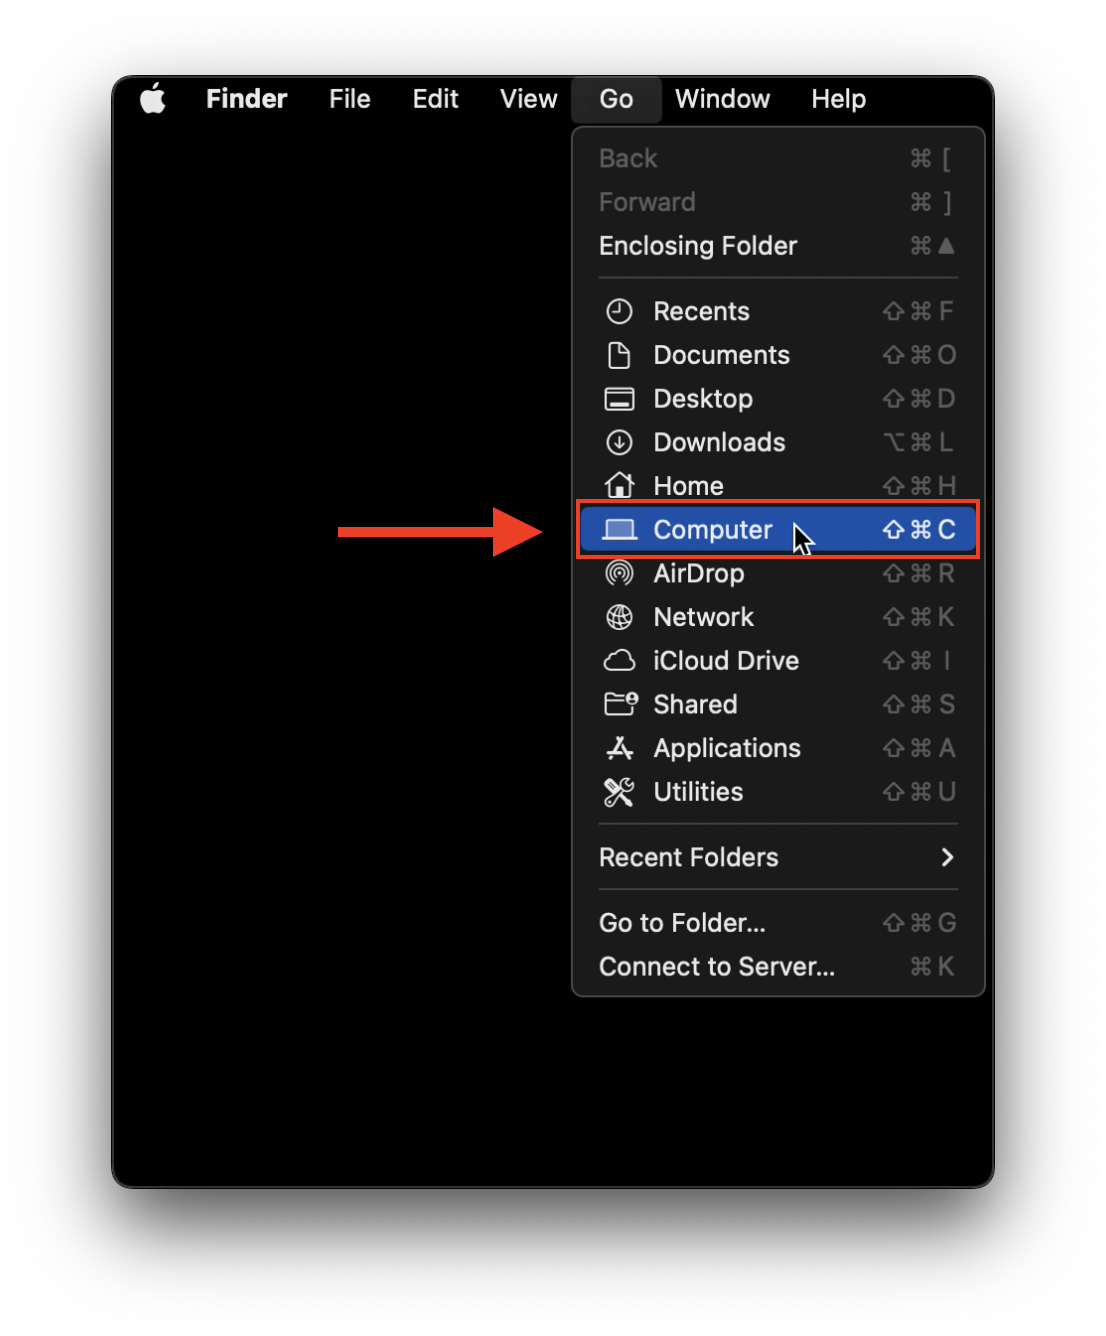 Finder File Edit View Go Window Help
Back ⌘ [
Forward ⌘ ]
Enclosing Folder ⌘ ▲
Recents ⇧ ⌘ F
Documents ⇧ ⌘ O
Desktop ⇧ ⌘ D
Downloads ⌥ ⌘ L
Home ⇧ ⌘ H
Computer ⇧ ⌘ C
AirDrop ⇧ ⌘ R
Network ⇧ ⌘ K
iCloud Drive ⇧ ⌘ I
Shared ⇧ ⌘ S
Applications ⇧ ⌘ A
Utilities ⇧ ⌘ U
Recent Folders
Go to Folder... ⇧ ⌘ G
Connect to Server... ⌘ K